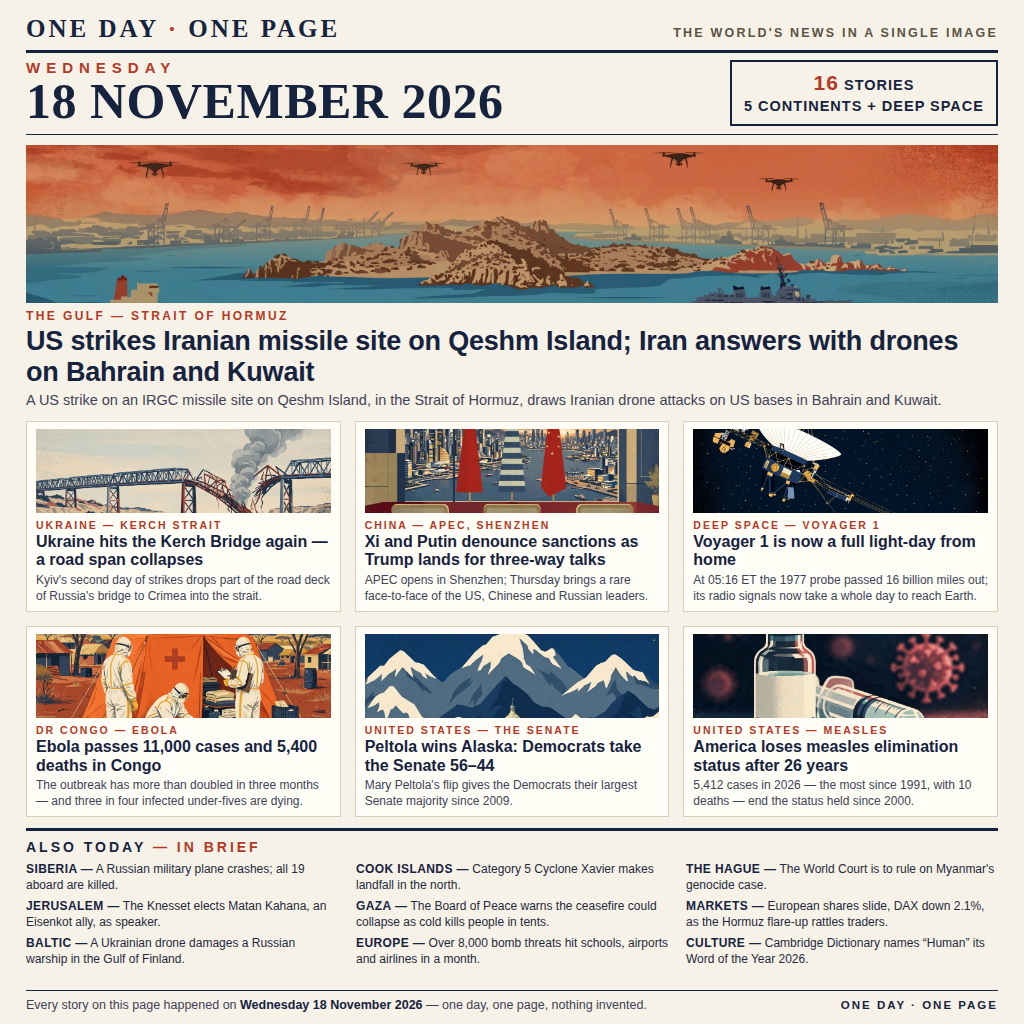 ONE DAY · ONE PAGE
THE WORLD'S NEWS IN A SINGLE IMAGE
WEDNESDAY
18 NOVEMBER 2026
16 STORIES
5 CONTINENTS + DEEP SPACE
THE GULF — STRAIT OF HORMUZ
US strikes Iranian missile site on Qeshm Island; Iran answers with drones
on Bahrain and Kuwait
A US strike on an IRGC missile site on Qeshm Island, in the Strait of Hormuz, draws Iranian drone attacks on US bases in Bahrain and Kuwait.
UKRAINE — KERCH STRAIT
Ukraine hits the Kerch Bridge again —
a road span collapses
Kyiv's second day of strikes drops part of the road deck
of Russia's bridge to Crimea into the strait.
CHINA — APEC, SHENZHEN
Xi and Putin denounce sanctions as
Trump lands for three-way talks
APEC opens in Shenzhen; Thursday brings a rare
face-to-face of the US, Chinese and Russian leaders.
DEEP SPACE — VOYAGER 1
Voyager 1 is now a full light-day from
home
At 05:16 ET the 1977 probe passed 16 billion miles out;
its radio signals now take a whole day to reach Earth.
DR CONGO — EBOLA
Ebola passes 11,000 cases and 5,400
deaths in Congo
The outbreak has more than doubled in three months
— and three in four infected under-fives are dying.
UNITED STATES — THE SENATE
Peltola wins Alaska: Democrats take
the Senate 56–44
Mary Peltola's flip gives the Democrats their largest
Senate majority since 2009.
UNITED STATES — MEASLES
America loses measles elimination
status after 26 years
5,412 cases in 2026 — the most since 1991, with 10
deaths — end the status held since 2000.
ALSO TODAY — IN BRIEF
SIBERIA — A Russian military plane crashes; all 19
aboard are killed.
JERUSALEM — The Knesset elects Matan Kahana, an
Eisenkot ally, as speaker.
BALTIC — A Ukrainian drone damages a Russian
warship in the Gulf of Finland.
COOK ISLANDS — Category 5 Cyclone Xavier makes
landfall in the north.
GAZA — The Board of Peace warns the ceasefire could
collapse as cold kills people in tents.
EUROPE — Over 8,000 bomb threats hit schools, airports
and airlines in a month.
THE HAGUE — The World Court is to rule on Myanmar's
genocide case.
MARKETS — European shares slide, DAX down 2.1%,
as the Hormuz flare-up rattles traders.
CULTURE — Cambridge Dictionary names “Human” its
Word of the Year 2026.
Every story on this page happened on Wednesday 18 November 2026 — one day, one page, nothing invented.
ONE DAY · ONE PAGE